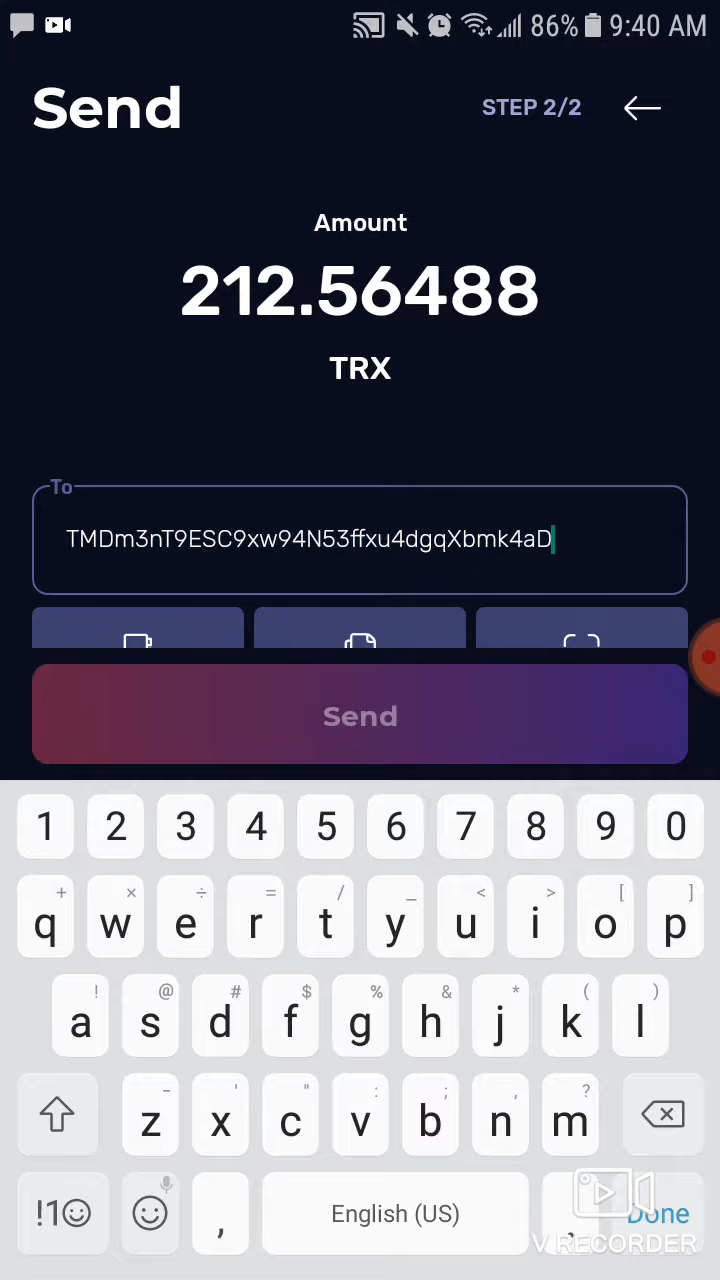 86% 9:40 AM
Send STEP 2/2
Amount
212.56488
TRX
To
TMDm3nT9ESC9xw94N53ffxu4dgqXbmk4aD
Send
1 2 3 4 5 6 7 8 9 0
+ × ÷ = / _ < > [ ]
q w e r t y u i o p
! @ # $ % & * ( )
a s d f g h j k l
- ' " : ; , ?
z x c v b n m
!1☺ , English (US) . Done
V RECORDER